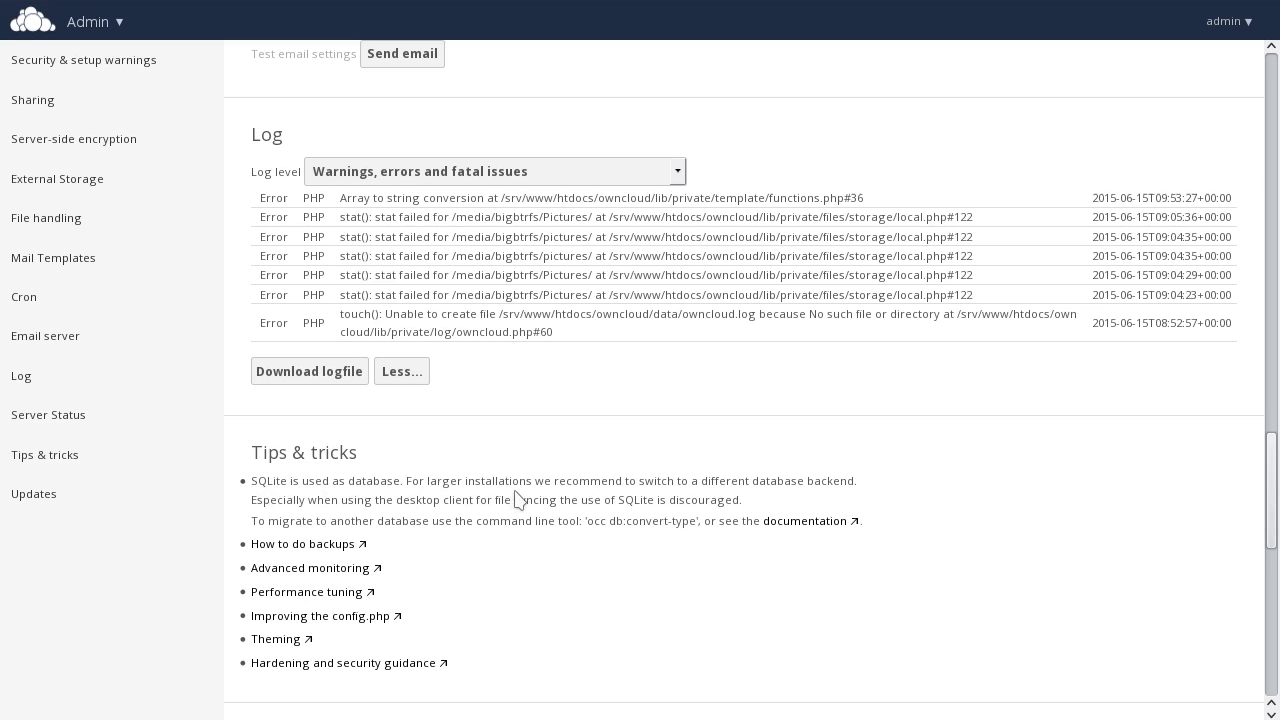 Admin ▼
admin ▼
Security & setup warnings
Sharing
Server-side encryption
External Storage
File handling
Mail Templates
Cron
Email server
Log
Server Status
Tips & tricks
Updates
Test email settings Send email
Log
Log level Warnings, errors and fatal issues
Error PHP Array to string conversion at /srv/www/htdocs/owncloud/lib/private/template/functions.php#36 2015-06-15T09:53:27+00:00
Error PHP stat(): stat failed for /media/bigbtrfs/Pictures/ at /srv/www/htdocs/owncloud/lib/private/files/storage/local.php#122 2015-06-15T09:05:36+00:00
Error PHP stat(): stat failed for /media/bigbtrfs/pictures/ at /srv/www/htdocs/owncloud/lib/private/files/storage/local.php#122 2015-06-15T09:04:35+00:00
Error PHP stat(): stat failed for /media/bigbtrfs/Pictures/ at /srv/www/htdocs/owncloud/lib/private/files/storage/local.php#122 2015-06-15T09:04:35+00:00
Error PHP stat(): stat failed for /media/bigbtrfs/Pictures/ at /srv/www/htdocs/owncloud/lib/private/files/storage/local.php#122 2015-06-15T09:04:29+00:00
Error PHP stat(): stat failed for /media/bigbtrfs/Pictures/ at /srv/www/htdocs/owncloud/lib/private/files/storage/local.php#122 2015-06-15T09:04:23+00:00
Error PHP touch(): Unable to create file /srv/www/htdocs/owncloud/data/owncloud.log because No such file or directory at /srv/www/htdocs/own 2015-06-15T08:52:57+00:00
cloud/lib/private/log/owncloud.php#60
Download logfile Less...
Tips & tricks
SQLite is used as database. For larger installations we recommend to switch to a different database backend.
Especially when using the desktop client for file the use of SQLite is discouraged.
To migrate to another database use the command line tool: 'occ db:convert-type', or see the documentation ↗.
How to do backups ↗
Advanced monitoring ↗
Performance tuning ↗
Improving the config.php ↗
Theming ↗
Hardening and security guidance ↗